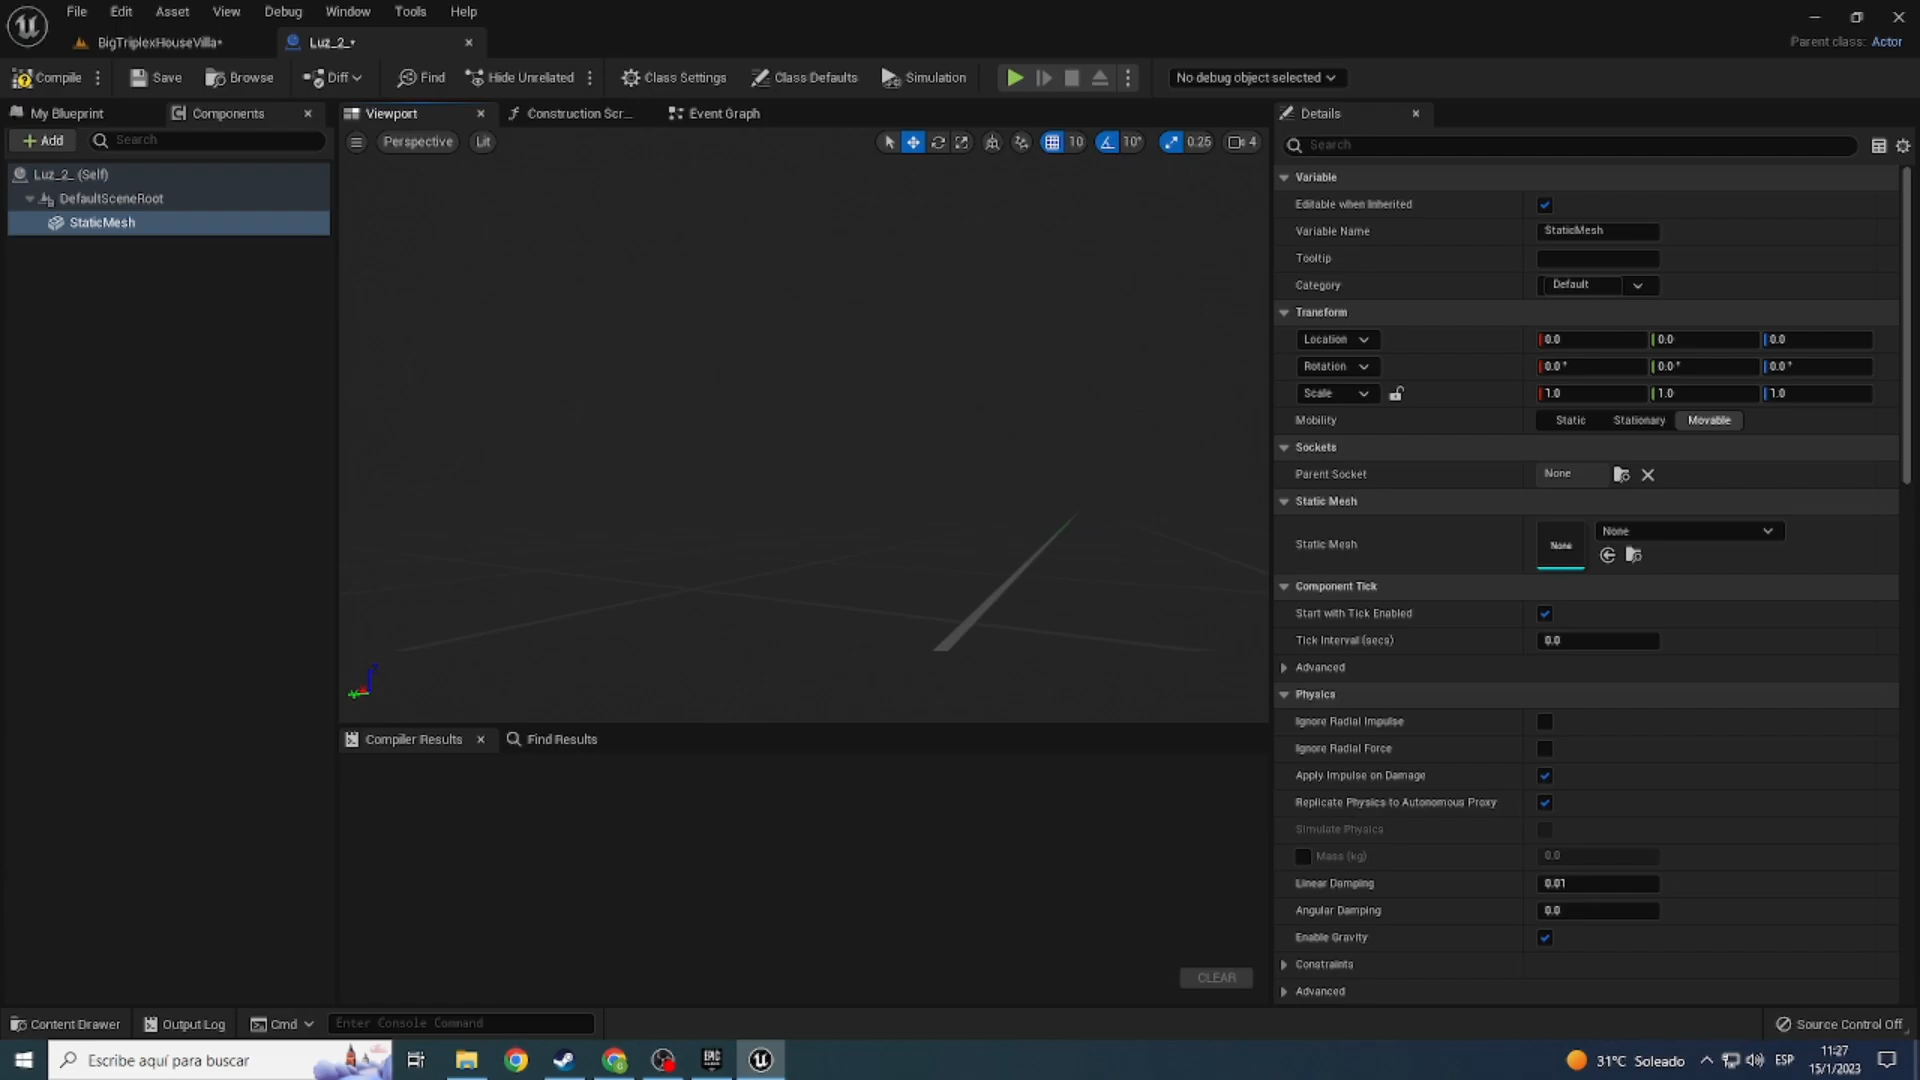 File Edit Asset View Debug Window Tools Help
BigTriplexHouseVilla*
Luz_2_*
Parent class: Actor
Compile Save Browse Diff Find Hide Unrelated Class Settings Class Defaults Simulation No debug object selected
My Blueprint Components
Add Search
Luz_2_ (Self)
DefaultSceneRoot
StaticMesh
Viewport Construction Scr... Event Graph
Perspective Lit 10 10° 0.25 4
Compiler Results Find Results
CLEAR
Details
Search
Variable
Editable when Inherited
Variable Name StaticMesh
Tooltip
Category Default
Transform
Location 0.0 0.0 0.0
Rotation 0.0° 0.0° 0.0°
Scale 1.0 1.0 1.0
Mobility Static Stationary Movable
Sockets
Parent Socket None
Static Mesh
Static Mesh None None
Component Tick
Start with Tick Enabled
Tick Interval (secs) 0.0
Advanced
Physics
Ignore Radial Impulse
Ignore Radial Force
Apply Impulse on Damage
Replicate Physics to Autonomous Proxy
Simulate Physics
Mass (kg) 0.0
Linear Damping 0.01
Angular Damping 0.0
Enable Gravity
Constraints
Advanced
Content Drawer Output Log Cmd Enter Console Command Source Control Off
Escribe aquí para buscar
EPIC
31°C Soleado ESP
11:27
15/1/2023